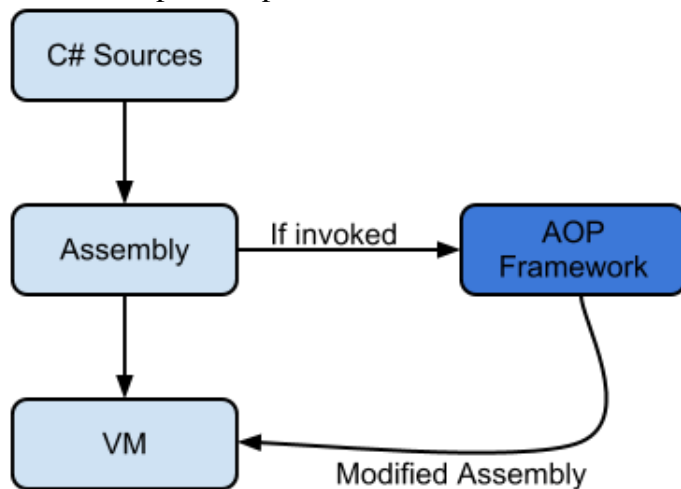 C# Sources
Assembly
If invoked
AOP
Framework
VM
Modified Assembly